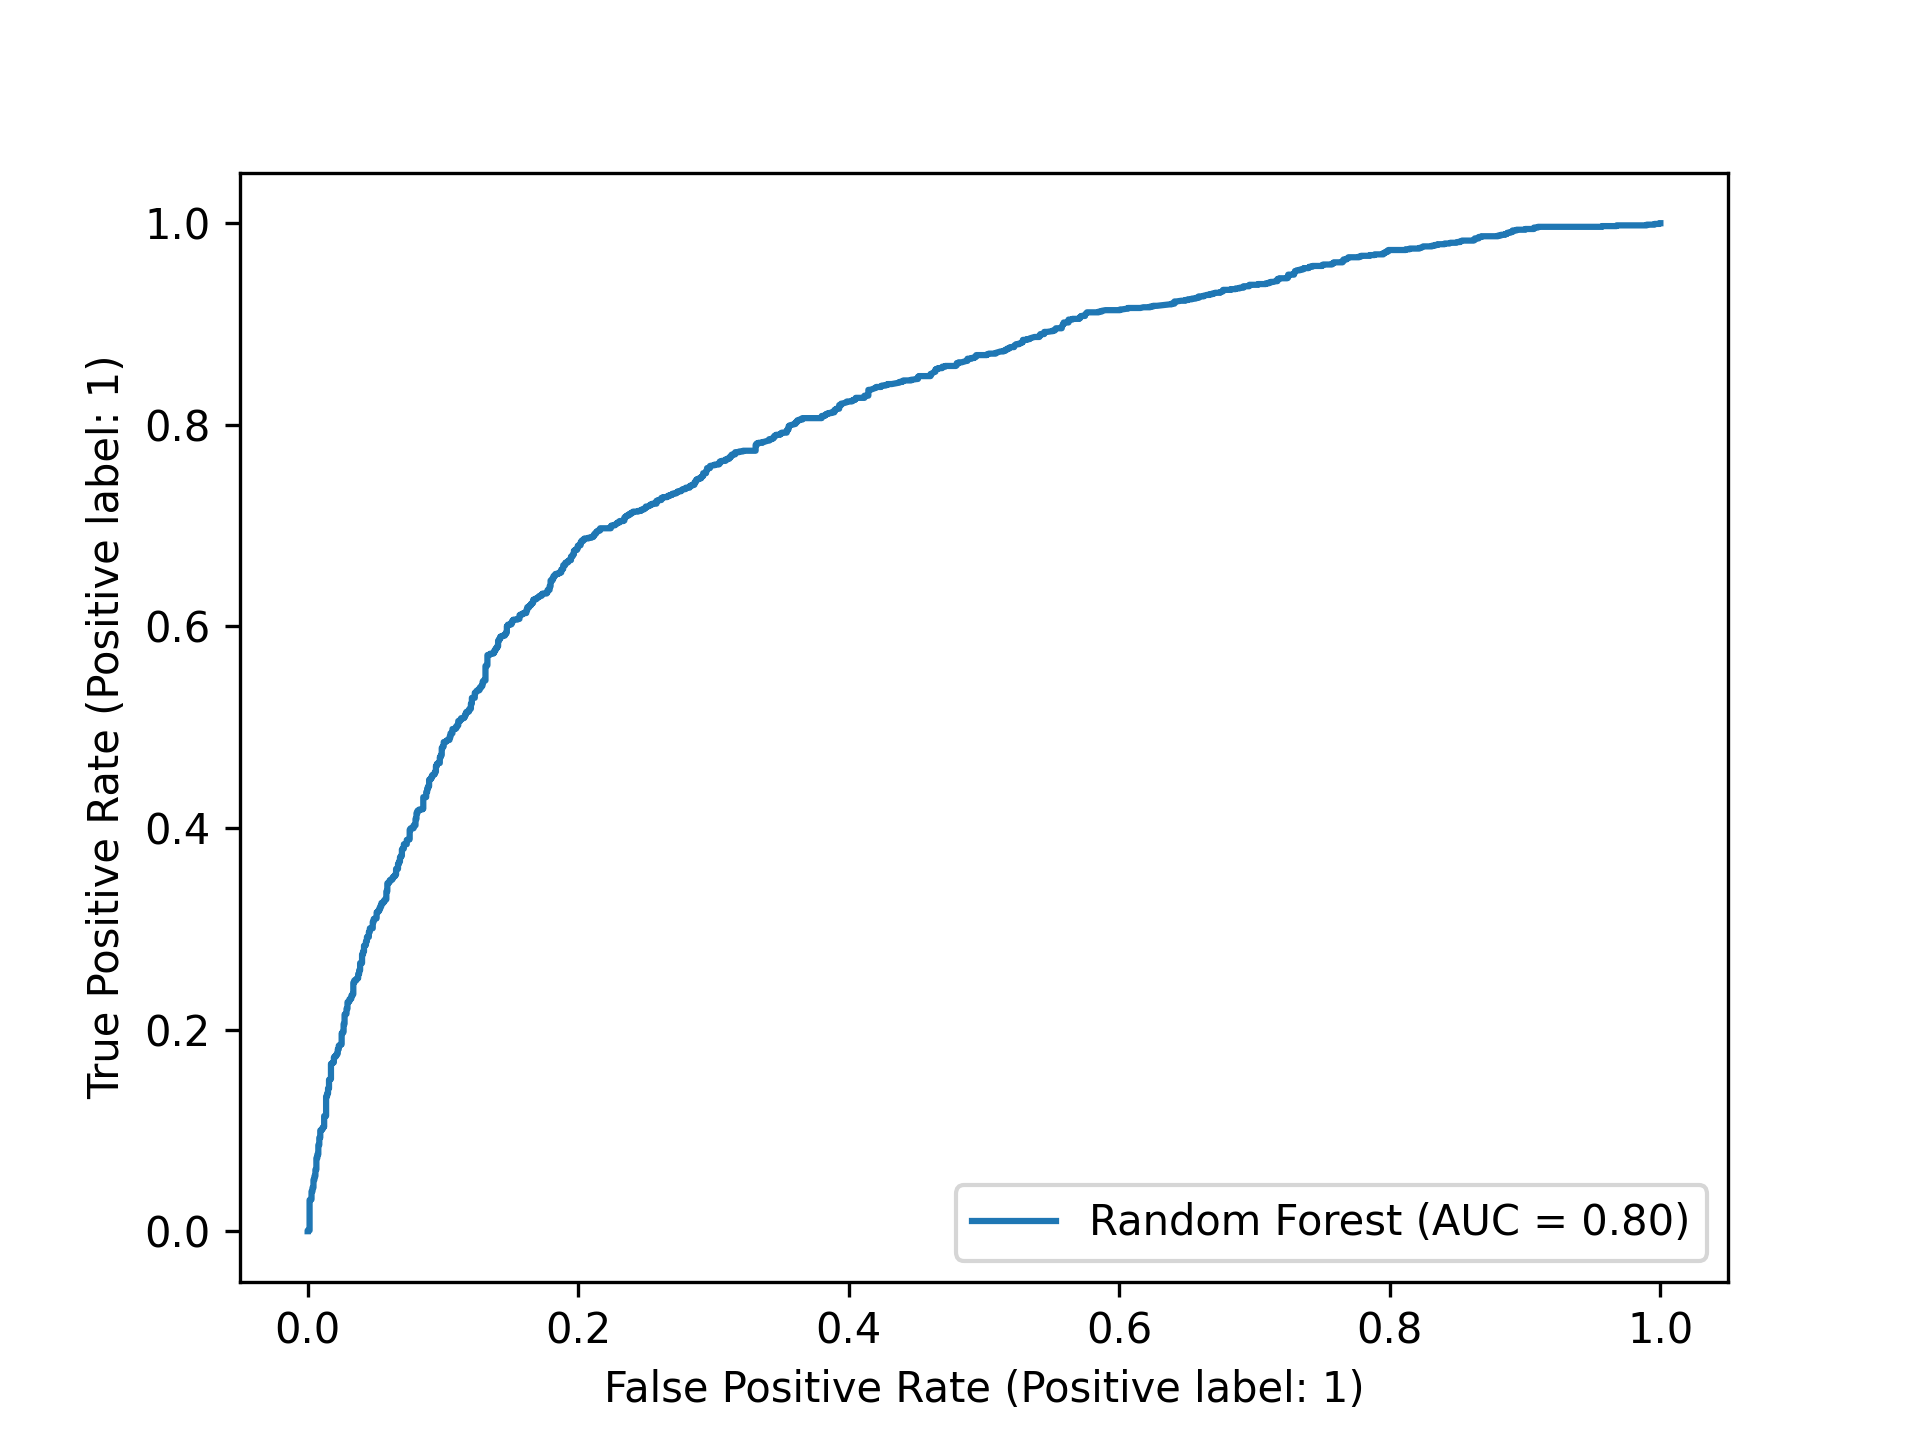 1.0
0.8
0.6
0.4
0.2
0.0
True Positive Rate (Positive label: 1)
Random Forest (AUC = 0.80)
0.0 0.2 0.4 0.6 0.8 1.0
False Positive Rate (Positive label: 1)